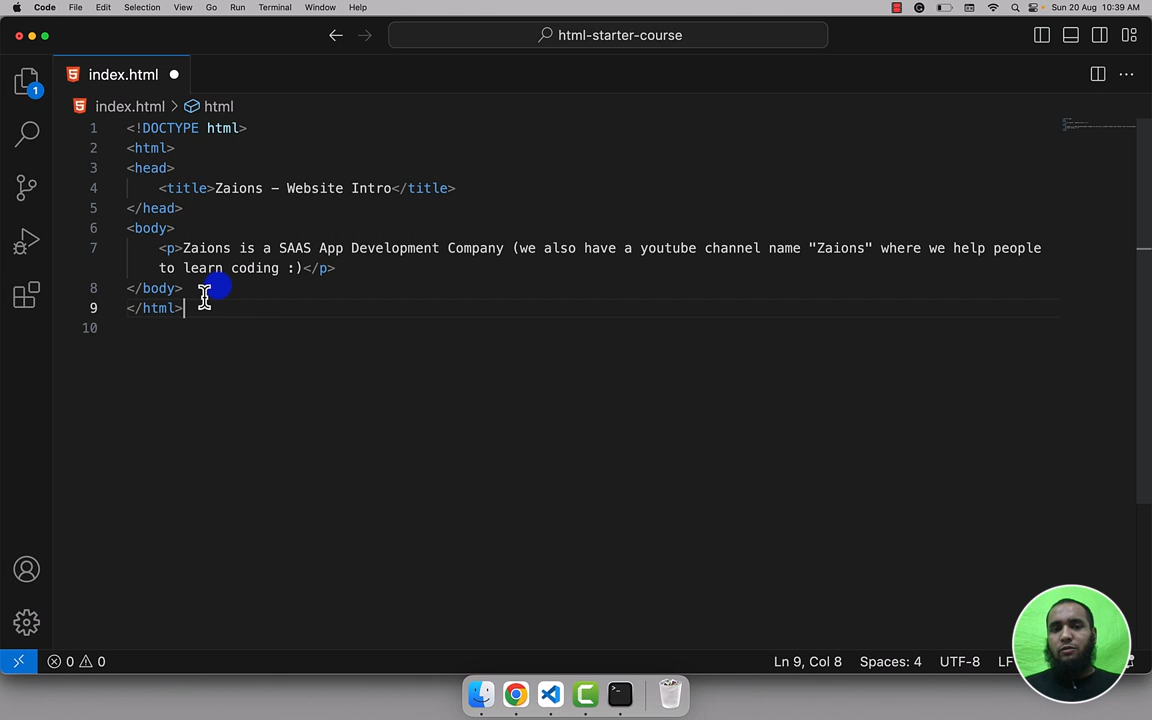 Code File Edit Selection View Go Run Terminal Window Help Sun 20 Aug 10:39 AM
html-starter-course
index.html
index.html > html
1 <!DOCTYPE html>
2 <html>
3 <head>
4 <title>Zaions - Website Intro</title>
5 </head>
6 <body>
7 <p>Zaions is a SAAS App Development Company (we also have a youtube channel name "Zaions" where we help people
to learn coding :)</p>
8 </body>
9 </html>
10
1
0 0 Ln 9, Col 8 Spaces: 4 UTF-8 LF